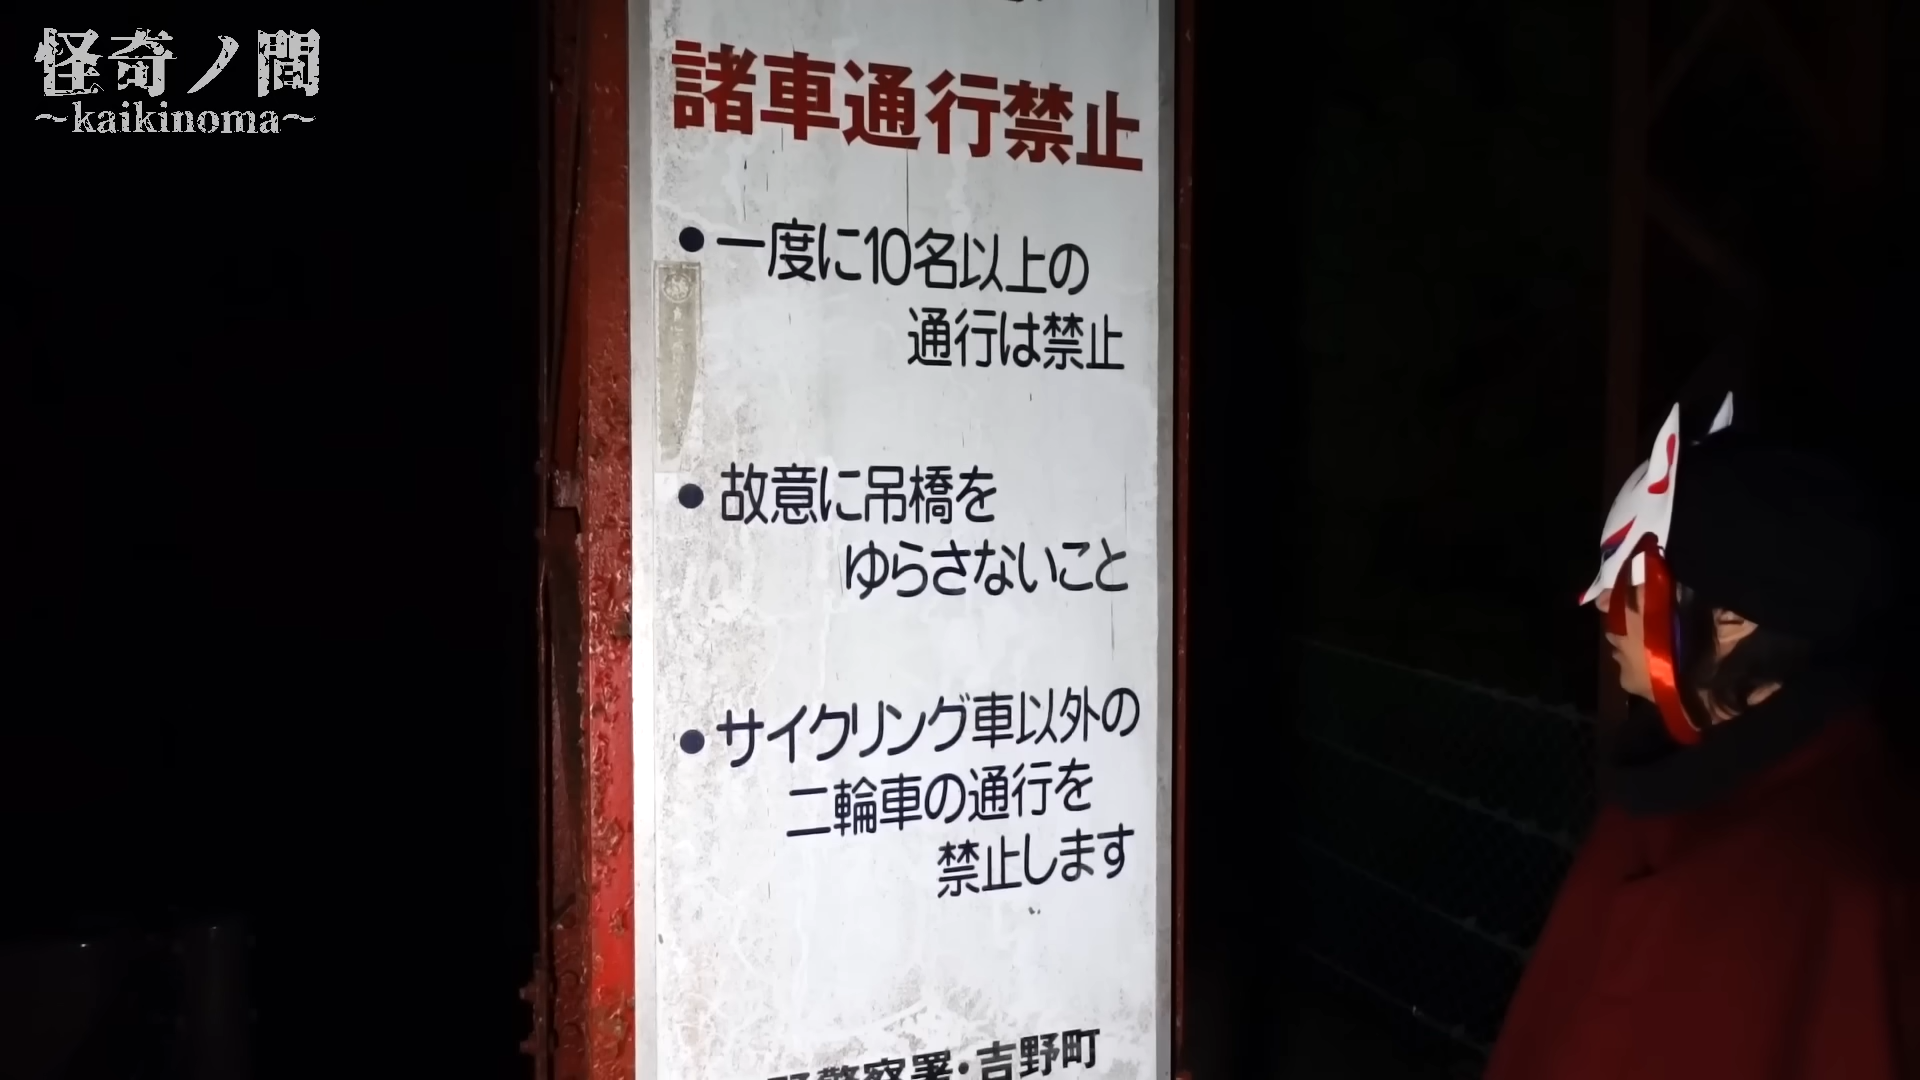 怪奇ノ間
~kaikinoma~
諸車通行禁止
●一度に10名以上の
通行は禁止
●故意に吊橋を
ゆらさないこと
●サイクリング車以外の
二輪車の通行を
禁止します
警察署・吉野町